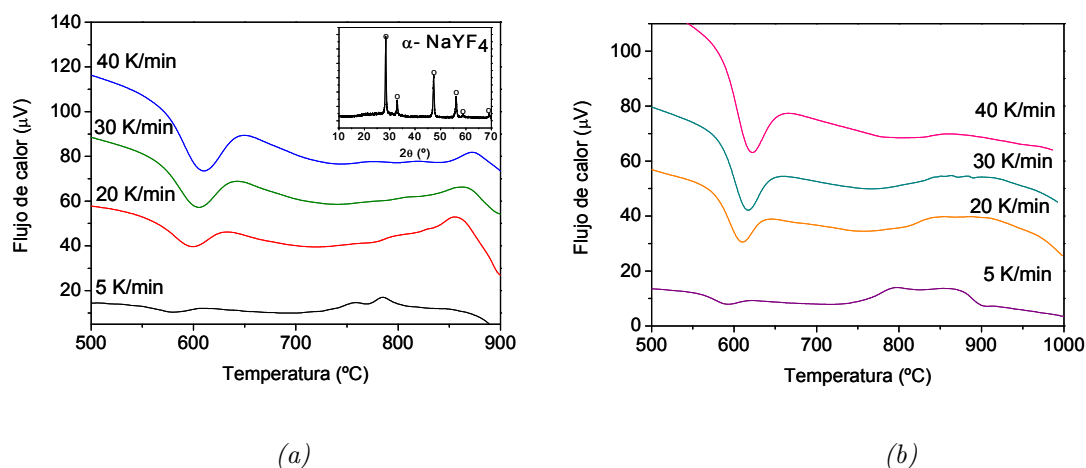 140
120
100
80
60
40
20
Flujo de calor (µV)
40 K/min
30 K/min
20 K/min
5 K/min
500 600 700 800 900
Temperatura (ºC)
α- NaYF4
10 20 30 40 50 60 70
2θ (º)
(a)
100
80
60
40
20
0
Flujo de calor (µV)
40 K/min
30 K/min
20 K/min
5 K/min
500 600 700 800 900 1000
Temperatura (ºC)
(b)